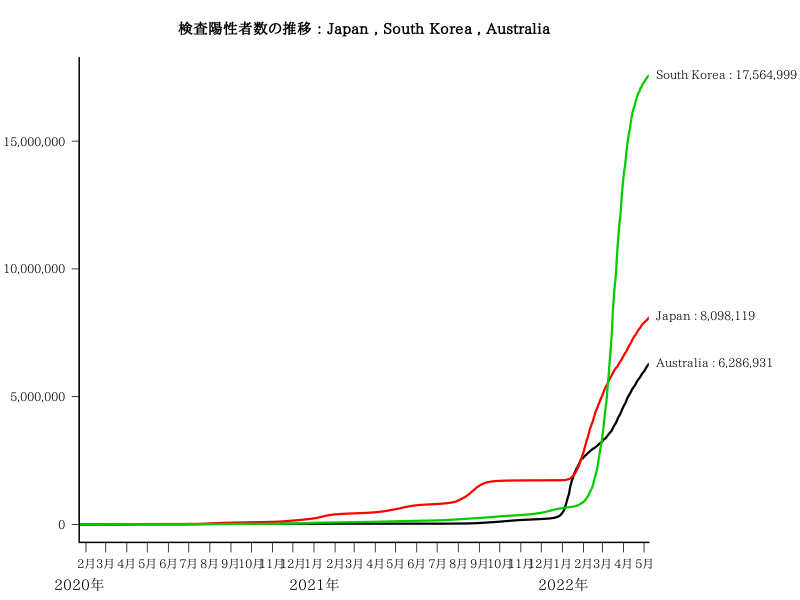 検査陽性者数の推移 : Japan , South Korea , Australia
South Korea : 17,564,999
15,000,000
10,000,000
Japan : 8,098,119
Australia : 6,286,931
5,000,000
0
2月 3月 4月 5月 6月 7月 8月 9月 10月 11月 12月 1月 2月 3月 4月 5月 6月 7月 8月 9月 10月 11月 12月 1月 2月 3月 4月 5月
2020年 2021年 2022年